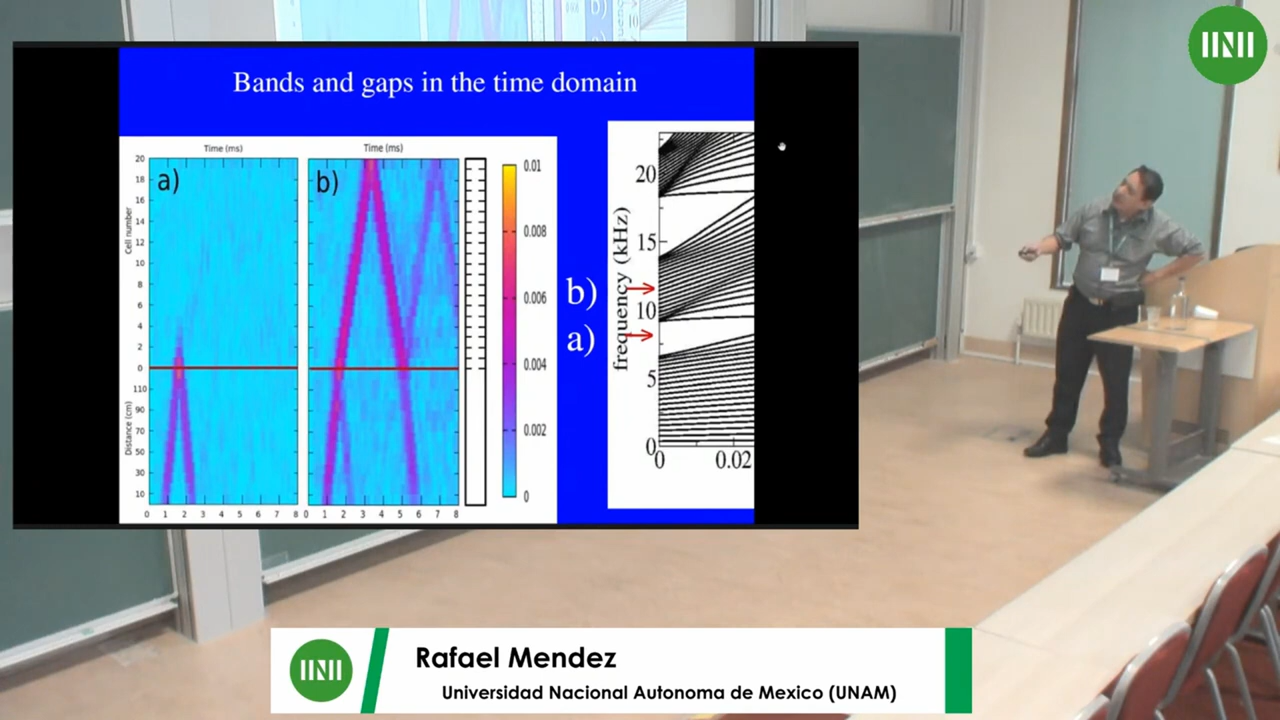 Bands and gaps in the time domain
Time (ms)
Time (ms)
a)
b)
Cell number
20
18
16
14
12
10
8
6
4
2
0
Distance (cm)
110
90
70
50
30
10
0 1 2 3 4 5 6 7 8
0 1 2 3 4 5 6 7 8
0.01
0.008
0.006
0.004
0.002
0
b)
a)
frequency (kHz)
20
15
10
5
0
0 0.02
b)
10
Rafael Mendez
Universidad Nacional Autonoma de Mexico (UNAM)